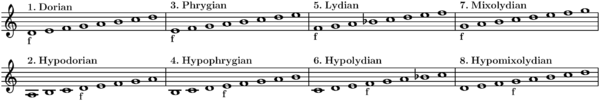 1. Dorian 3. Phrygian 5. Lydian 7. Mixolydian
f f f f
2. Hypodorian 4. Hypophrygian 6. Hypolydian 8. Hypomixolydian
f f f f